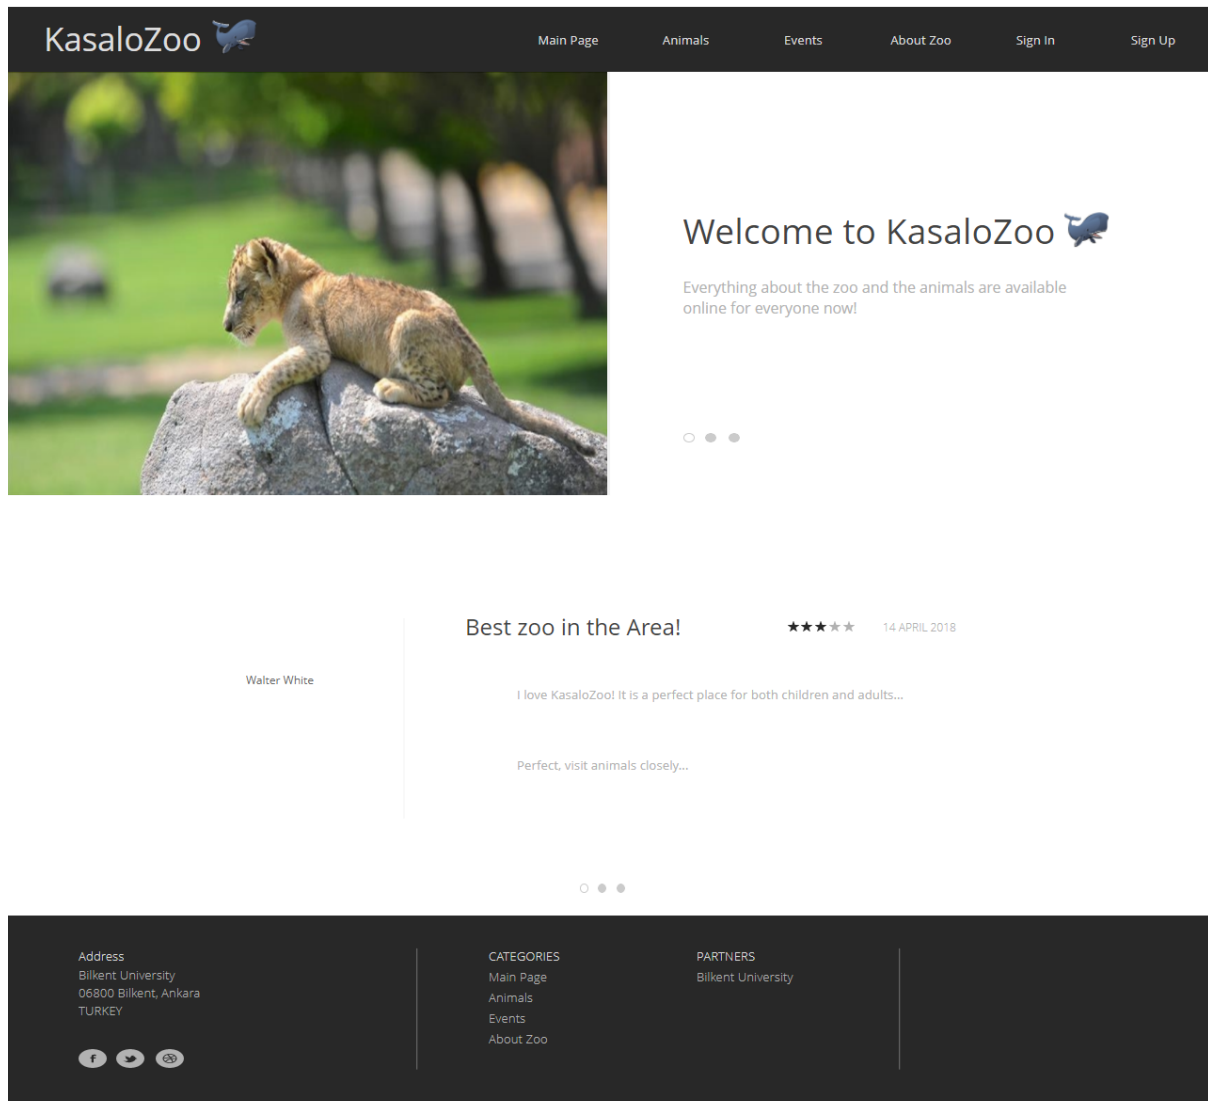 KasaloZoo
Main Page
Animals
Events
About Zoo
Sign In
Sign Up
Welcome to KasaloZoo
Everything about the zoo and the animals are available
online for everyone now!
Best zoo in the Area!
14 APRIL 2018
Walter White
I love KasaloZoo! It is a perfect place for both children and adults...
Perfect, visit animals closely...
Address
Bilkent University
06800 Bilkent, Ankara
TURKEY
CATEGORIES
Main Page
Animals
Events
About Zoo
PARTNERS
Bilkent University